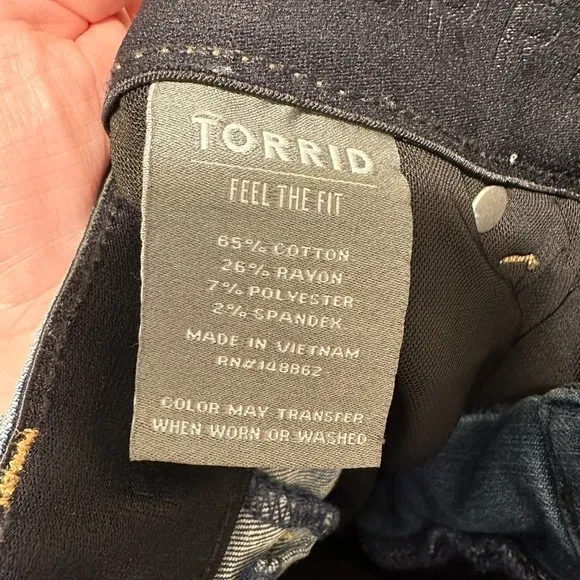 TORRID
FEEL THE FIT
65% COTTON
26% RAYON
7% POLYESTER
2% SPANDEX
MADE IN VIETNAM
RN#148862
COLOR MAY TRANSFER
WHEN WORN OR WASHED